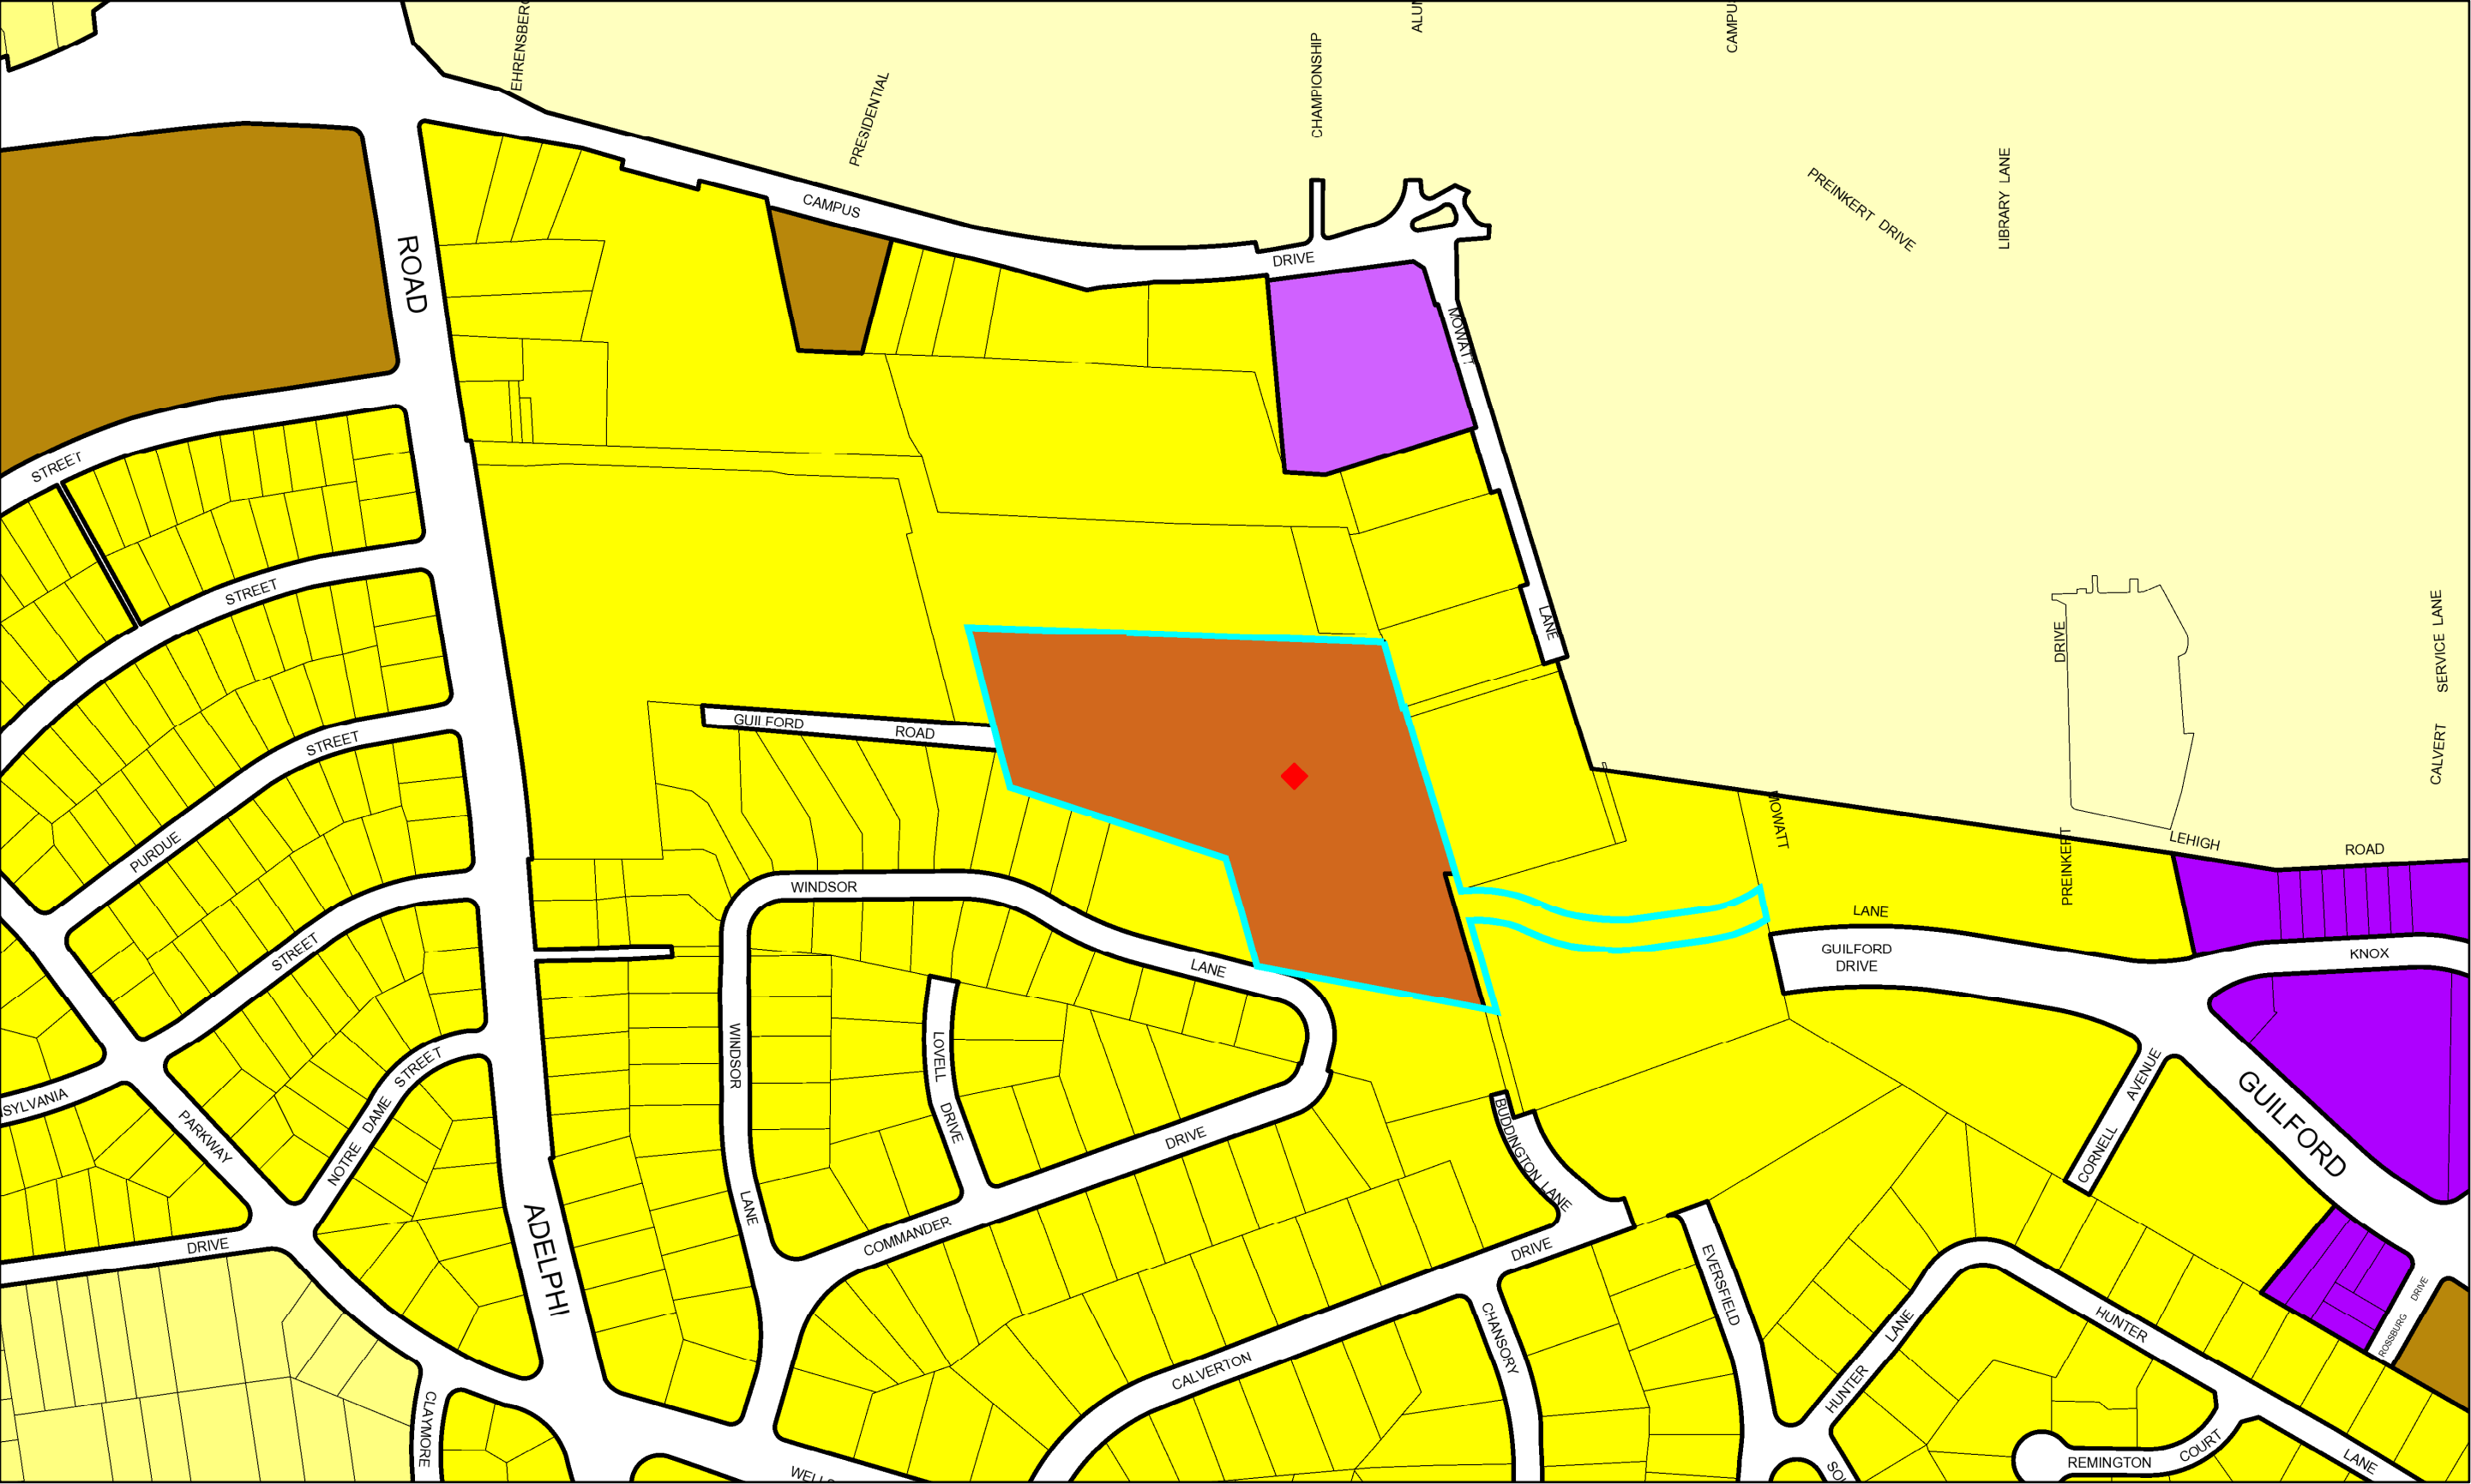 EHRENSBERG
PRESIDENTIAL
CHAMPIONSHIP
ALUM
CAMPU
PREINKERT DRIVE
LIBRARY LANE
CAMPUS
DRIVE
MOWATT
LANE
ROAD
STREET
STREET
STREET
PURDUE
STREET
GUILFORD ROAD
WINDSOR
LANE
WINDSOR
LANE
LOVELL
DRIVE
COMMANDER
DRIVE
NOTRE DAME STREET
PARKWAY
SYLVANIA
DRIVE
ADELPHI
CLAYMORE
CALVERTON
DRIVE
BUDDINGTON LANE
CHANSORY
EVERSFIELD
MOWATT
LANE
GUILFORD
DRIVE
DRIVE
PREINKERT
LEHIGH
ROAD
CALVERT SERVICE LANE
KNOX
GUILFORD
CORNELL
AVENUE
HUNTER
LANE
HUNTER
LANE
ROSSBURG DRIVE
REMINGTON
COURT